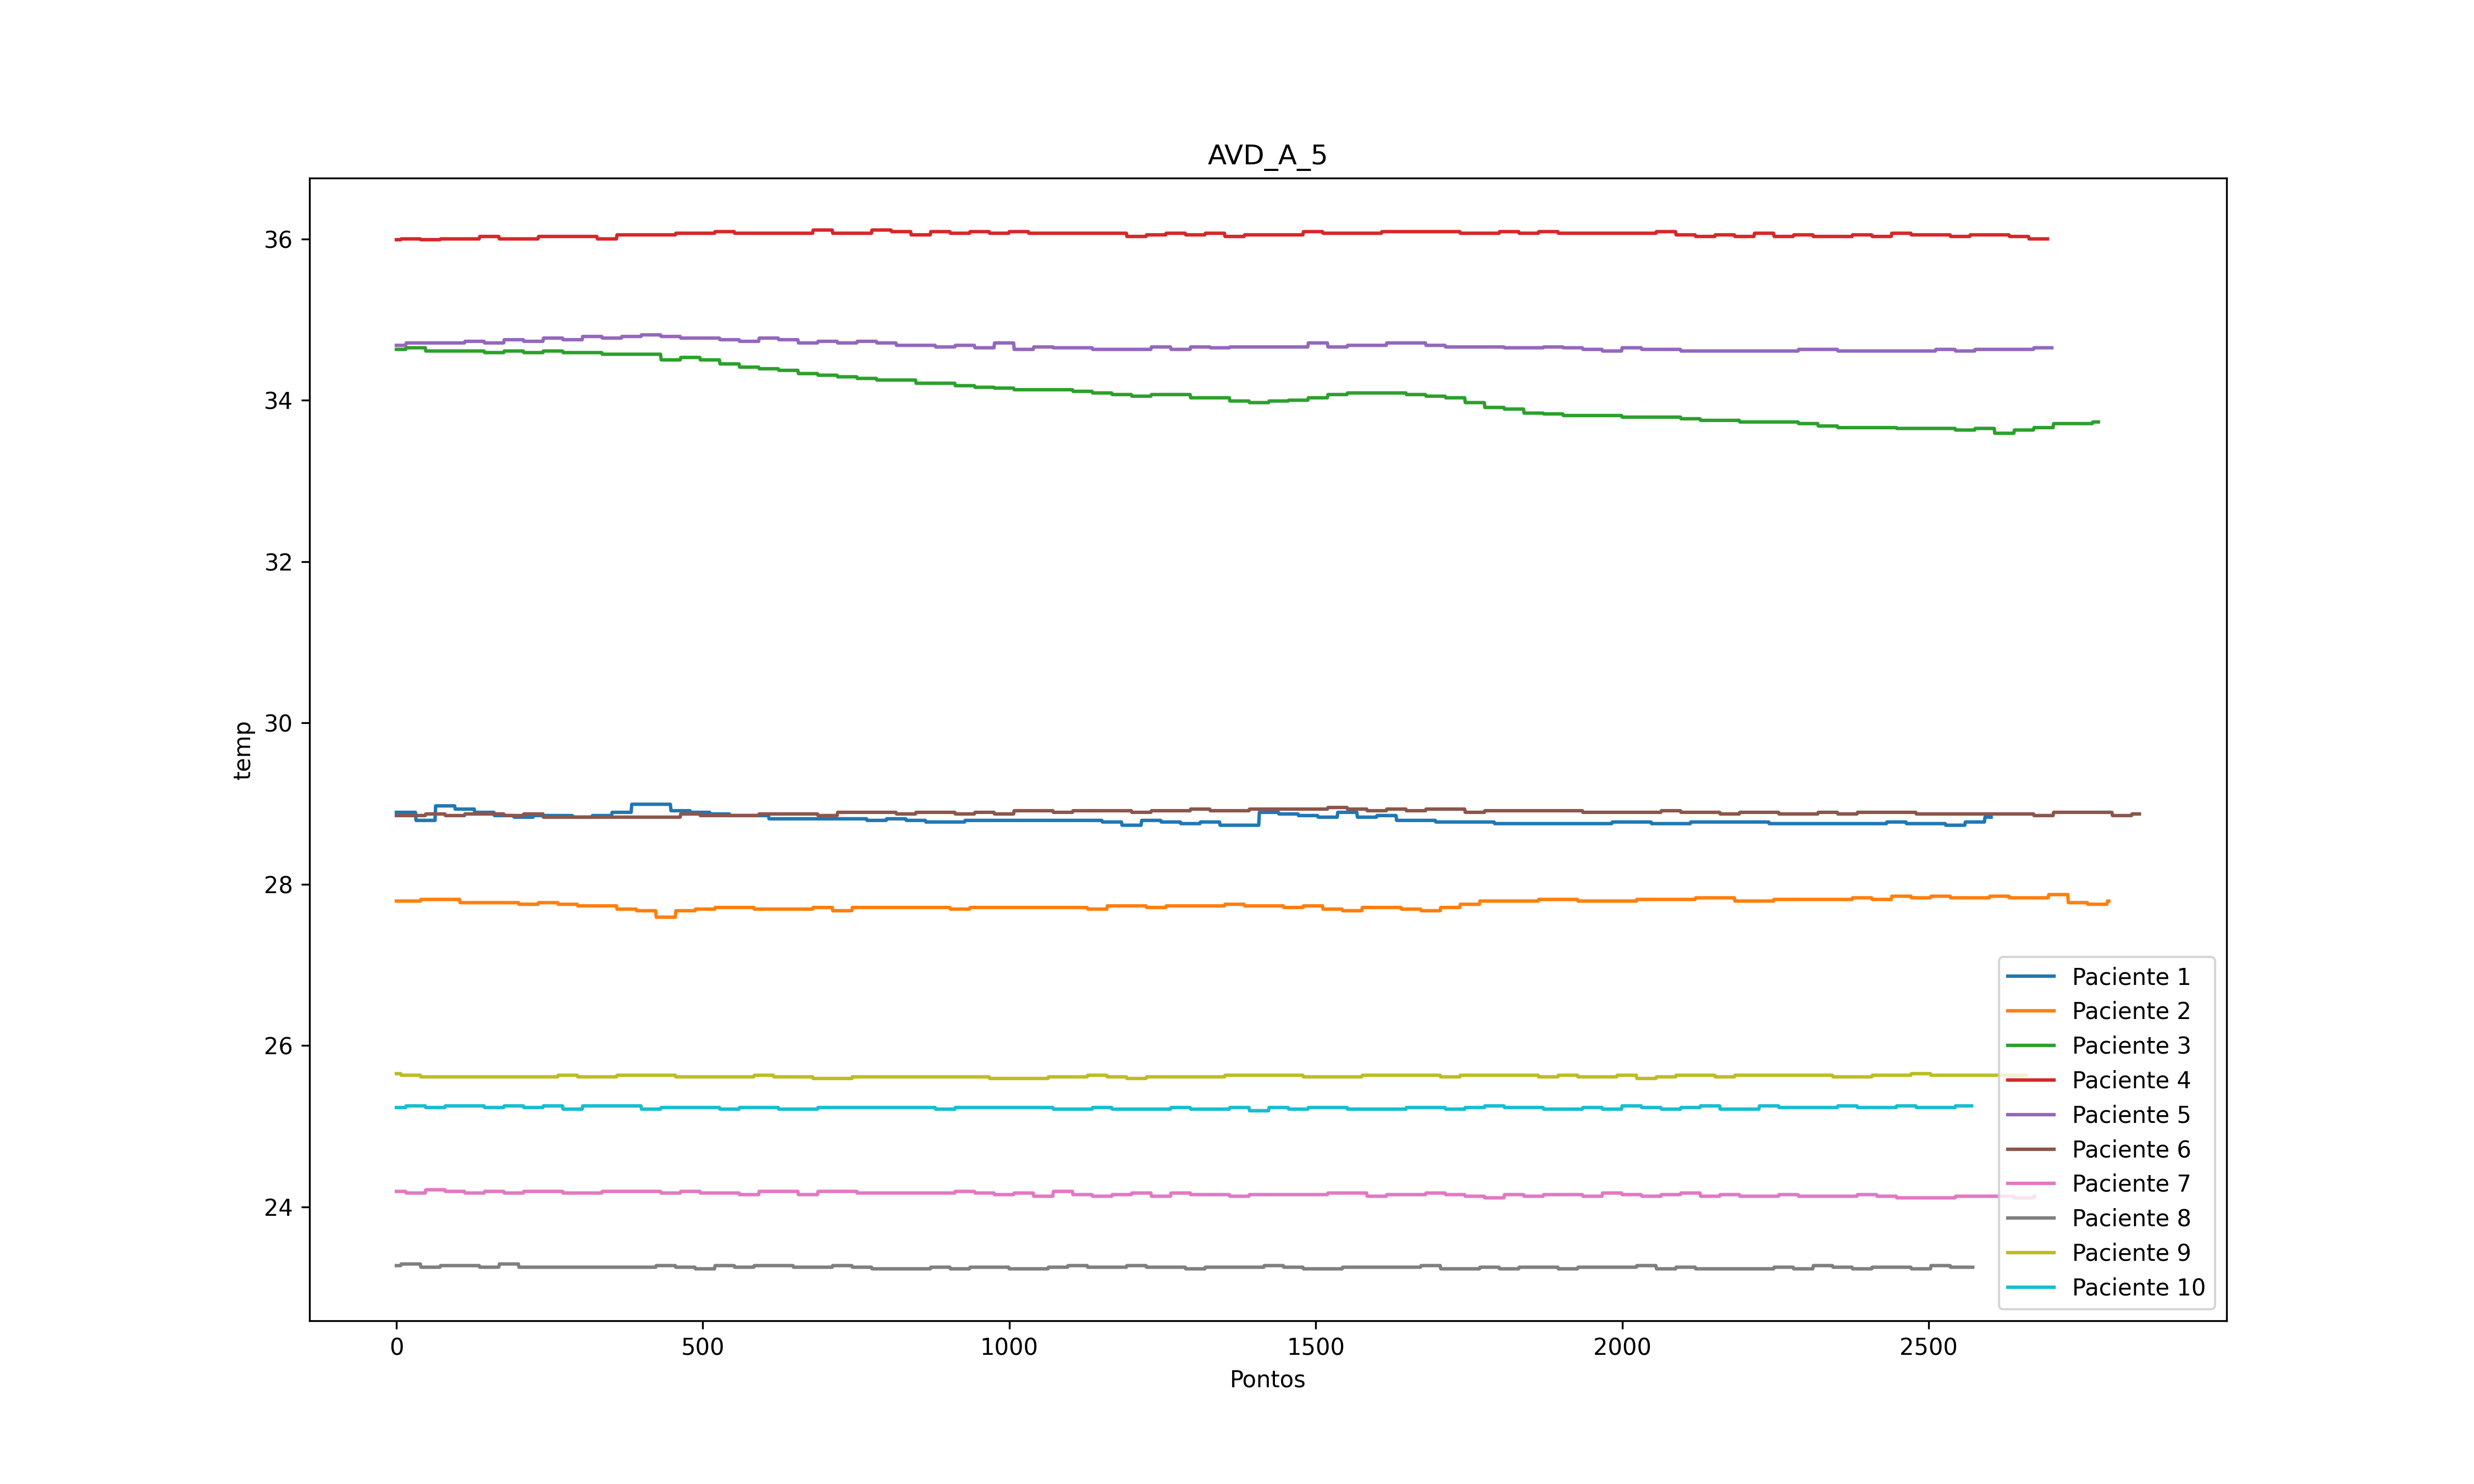 AVD_A_5
36
34
32
30
28
26
24
temp
0 500 1000 1500 2000 2500
Pontos
Paciente 1
Paciente 2
Paciente 3
Paciente 4
Paciente 5
Paciente 6
Paciente 7
Paciente 8
Paciente 9
Paciente 10